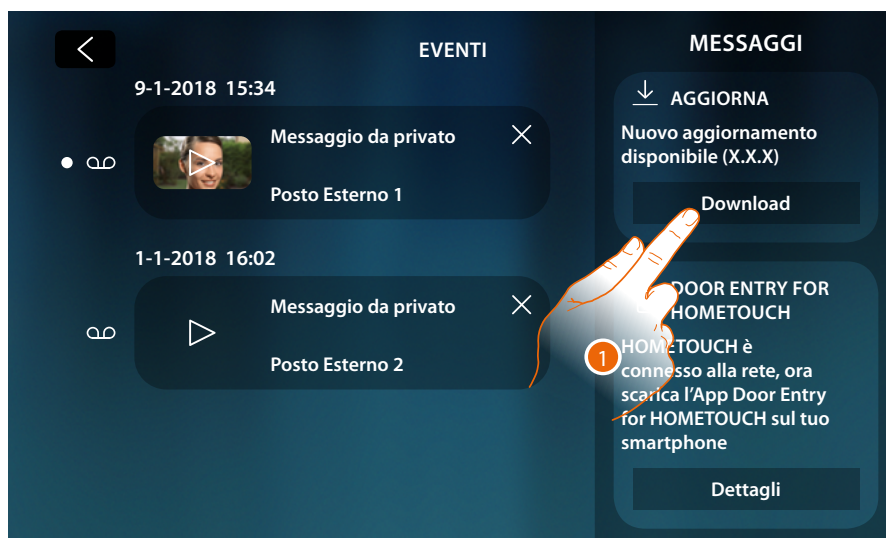 EVENTI
9-1-2018 15:34
Messaggio da privato
Posto Esterno 1
1-1-2018 16:02
Messaggio da privato
Posto Esterno 2
MESSAGGI
AGGIORNA
Nuovo aggiornamento
disponibile (X.X.X)
Download
DOOR ENTRY FOR
HOMETOUCH
HOMETOUCH è
connesso alla rete, ora
scarica l'App Door Entry
for HOMETOUCH sul tuo
smartphone
Dettagli
1